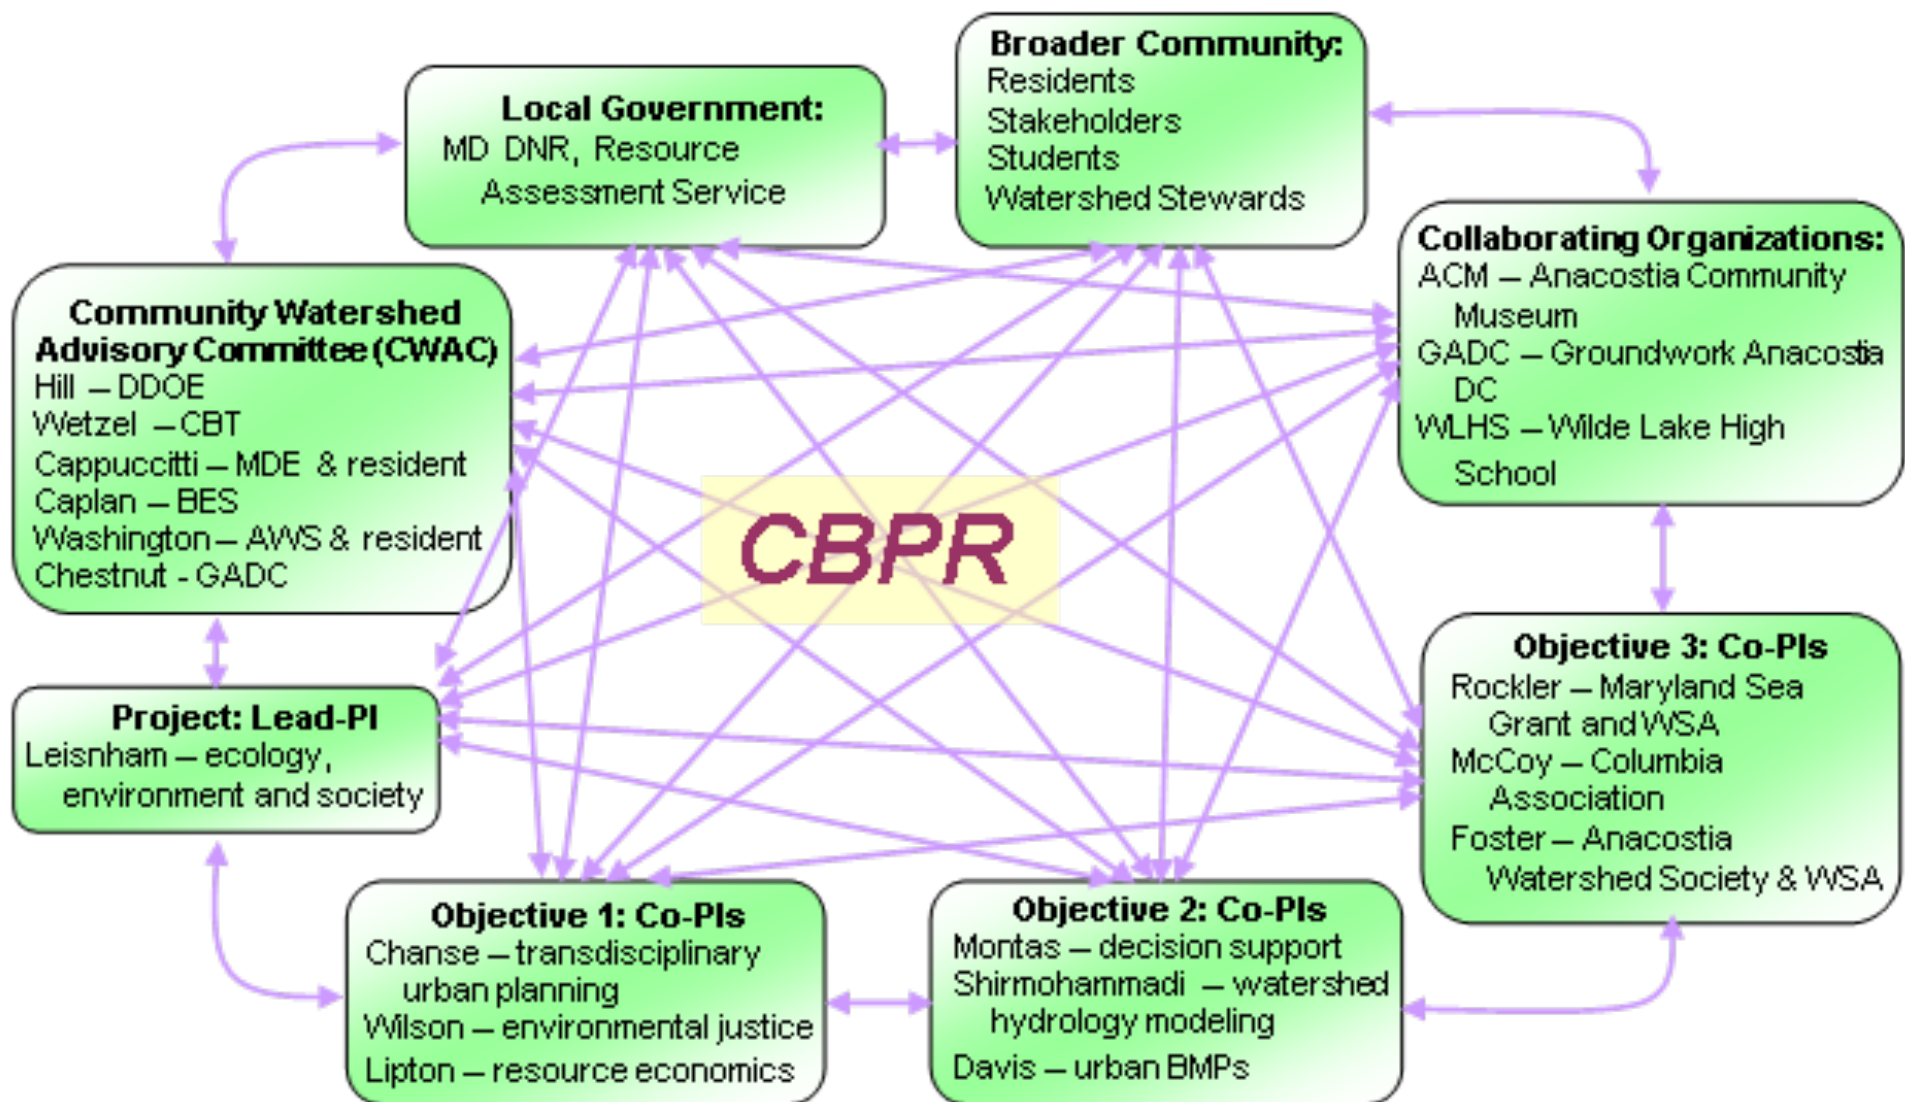 Broader Community:
Residents
Stakeholders
Students
Watershed Stewards
Local Government:
MD DNR, Resource
Assessment Service
Collaborating Organizations:
ACM – Anacostia Community
Museum
GADC – Groundwork Anacostia
DC
WLHS – Wilde Lake High
School
Community Watershed
Advisory Committee (CWAC)
Hill – DDOE
Wetzel – CBT
Cappuccitti – MDE & resident
Caplan – BES
Washington – AWS & resident
Chestnut - GADC
CBPR
Objective 3: Co-PIs
Rockler – Maryland Sea
Grant and WSA
McCoy – Columbia
Association
Foster – Anacostia
Watershed Society & WSA
Project: Lead-PI
Leisnham – ecology,
environment and society
Objective 1: Co-PIs
Chanse – transdisciplinary
urban planning
Wilson – environmental justice
Lipton – resource economics
Objective 2: Co-PIs
Montas – decision support
Shirmohammadi – watershed
hydrology modeling
Davis – urban BMPs